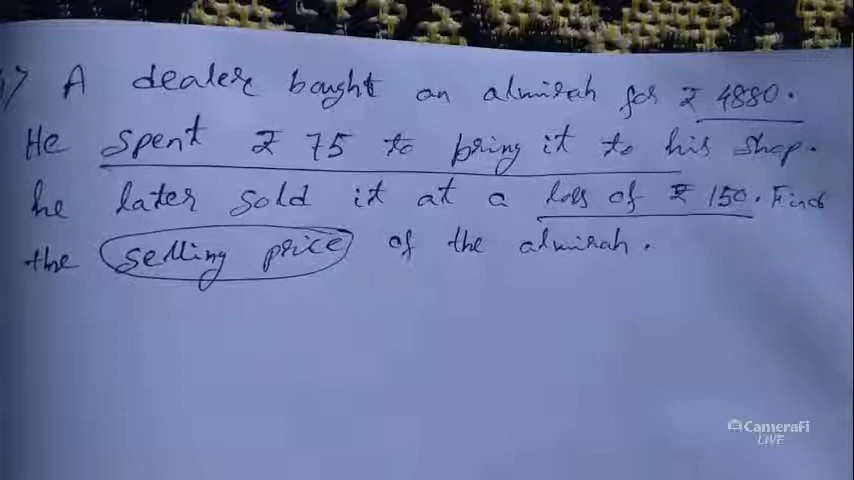 1) A dealer bought an almirah for ₹ 4880.
He spent ₹ 75 to bring it to his shop.
he later sold it at a loss of ₹ 150. Find
the selling price of the almirah.
CameraFi
LIVE